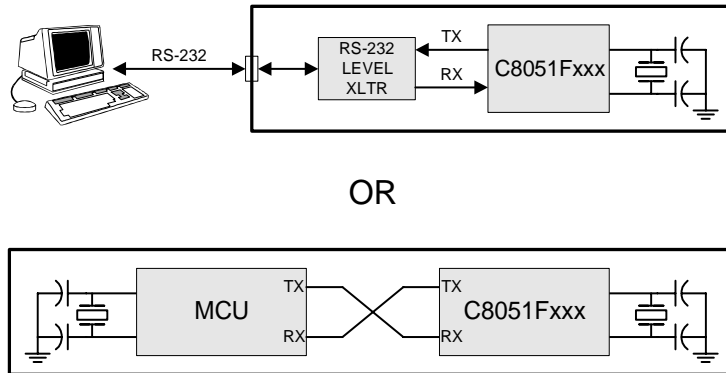 RS-232
RS-232
LEVEL
XLTR
TX
RX
C8051Fxxx
OR
MCU
TX
RX
TX
RX
C8051Fxxx